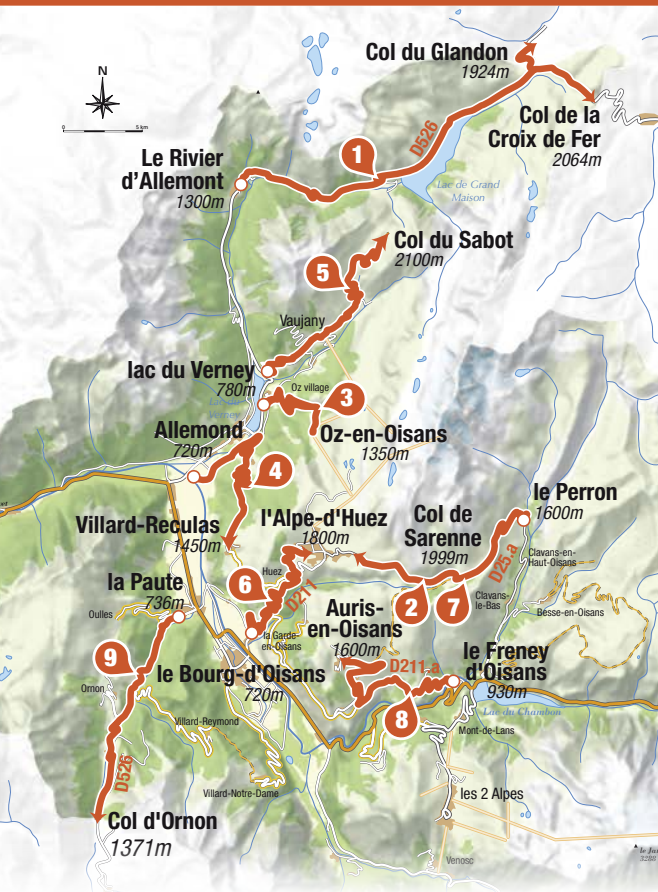 Col du Glandon
1924m
N
0
5 km
Col de la
Croix de Fer
2064m
D526
1
Le Rivier
d'Allemont
1300m
Lac de Grand
Maison
Col du Sabot
2100m
5
Vaujany
lac du Verney
780m
Oz village
3
Lac du
Verney
Allemond
720m
Oz-en-Oisans
1350m
4
Villard-Reculas
1450m
l'Alpe-d'Huez
1800m
Col de
Sarenne
1999m
le Perron
1600m
D25.a
Clavans-en-
Haut-Oisans
Clavans-
le-Bas
Besse-en-Oisans
2
7
la Paute
736m
Huez
6
D211
Oulles
la Garde-
en-Oisans
Auris-
en-Oisans
1600m
D211-a
le Freney
d'Oisans
930m
9
Ornon
le Bourg-d'Oisans
720m
8
Lac du Chambon
Mont-de-Lans
Villard-Reymond
D526
Villard-Notre-Dame
les 2 Alpes
Col d'Ornon
1371m
Venosc
3288